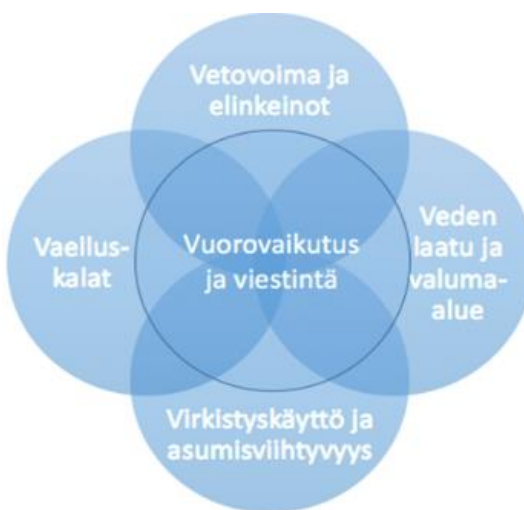 Vetovoima ja
elinkeinot
Vaellus-
kalat
Vuorovaikutus
ja viestintä
Veden
laatu ja
valuma-
alue
Virkistyskäyttö ja
asumisviihtyvyys